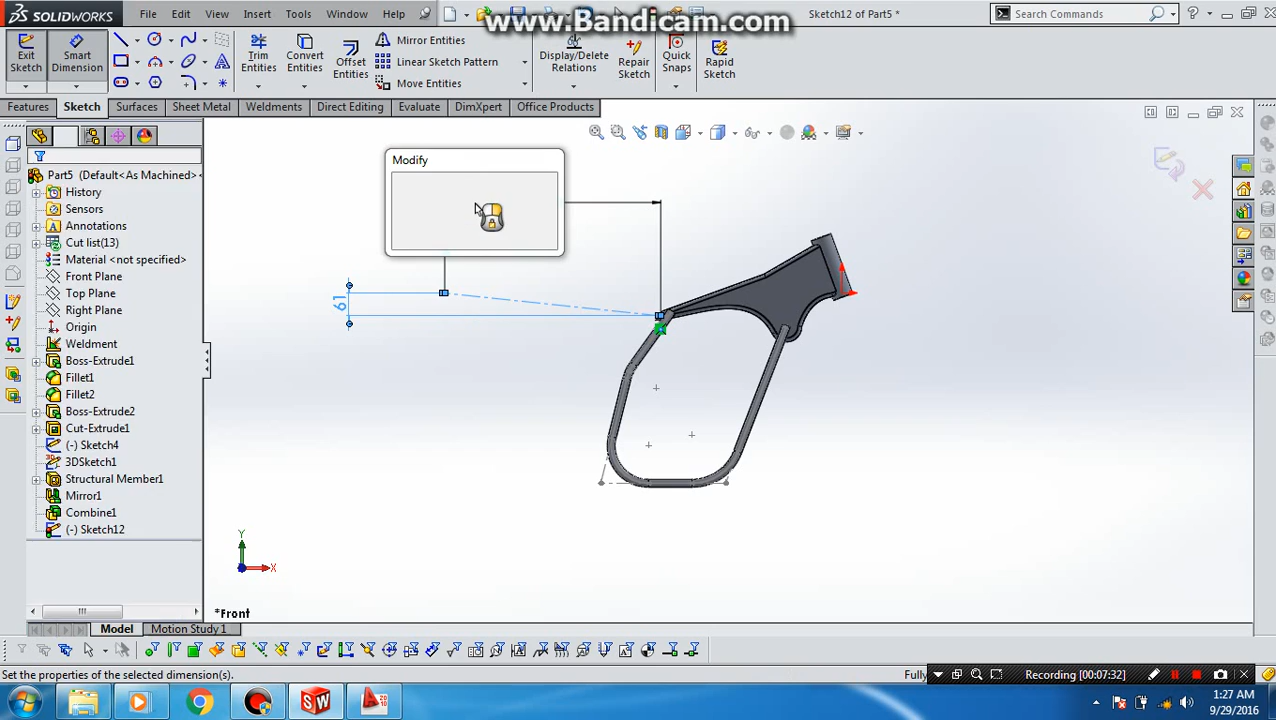 SOLIDWORKS
File
Edit
View
Insert
Tools
Window
Help
www.Bandicam.com
Sketch12 of Part5 *
Search Commands
Exit
Sketch
Smart
Dimension
Trim
Entities
Convert
Entities
Offset
Entities
Mirror Entities
Linear Sketch Pattern
Move Entities
Display/Delete
Relations
Repair
Sketch
Quick
Snaps
Rapid
Sketch
Features
Sketch
Surfaces
Sheet Metal
Weldments
Direct Editing
Evaluate
DimXpert
Office Products
Part5 (Default<As Machined>
History
Sensors
Annotations
Cut list(13)
Material <not specified>
Front Plane
Top Plane
Right Plane
Origin
Weldment
Boss-Extrude1
Fillet1
Fillet2
Boss-Extrude2
Cut-Extrude1
(-) Sketch4
3DSketch1
Structural Member1
Mirror1
Combine1
(-) Sketch12
Modify
61
Y
X
*Front
Model
Motion Study 1
Set the properties of the selected dimension(s).
Fully
Recording [00:07:32]
1:27 AM
9/29/2016